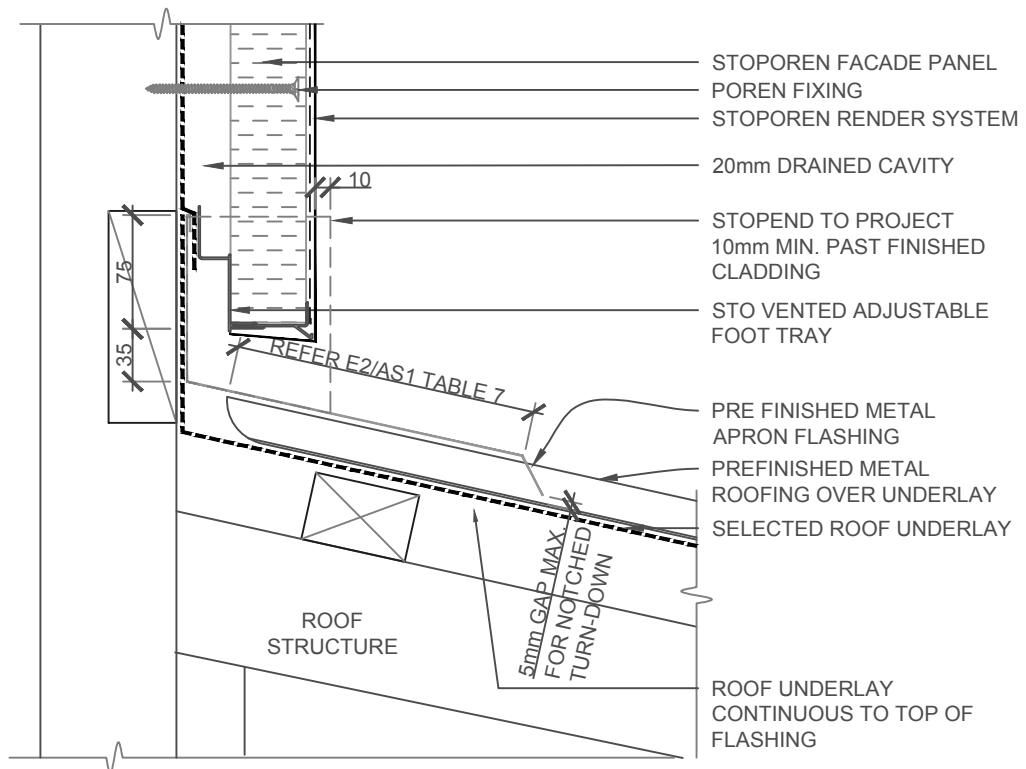 STOPOREN FACADE PANEL
POREN FIXING
STOPOREN RENDER SYSTEM
20mm DRAINED CAVITY
10
STOPEND TO PROJECT
10mm MIN. PAST FINISHED
CLADDING
75
STO VENTED ADJUSTABLE
FOOT TRAY
35
REFER E2/AS1 TABLE 7
PRE FINISHED METAL
APRON FLASHING
PREFINISHED METAL
ROOFING OVER UNDERLAY
SELECTED ROOF UNDERLAY
5mm GAP MAX.
FOR NOTCHED
TURN-DOWN
ROOF
STRUCTURE
ROOF UNDERLAY
CONTINUOUS TO TOP OF
FLASHING